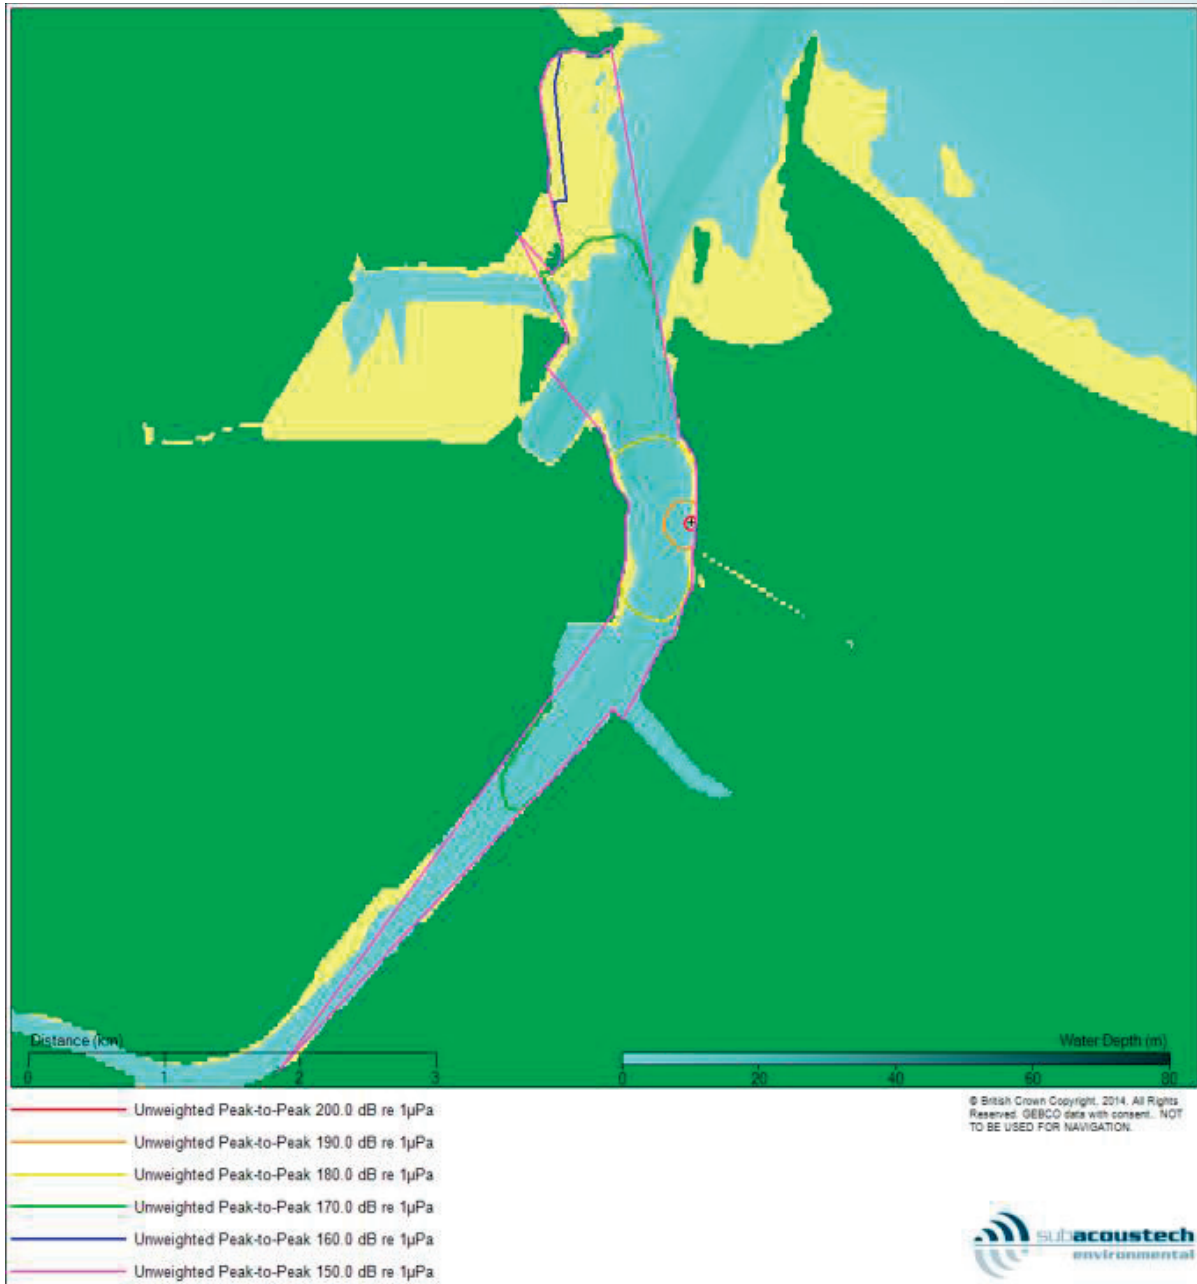 Distance (km)
0 1 2 3
Water Depth (m)
0 20 40 60 80
Unweighted Peak-to-Peak 200.0 dB re 1µPa
Unweighted Peak-to-Peak 190.0 dB re 1µPa
Unweighted Peak-to-Peak 180.0 dB re 1µPa
Unweighted Peak-to-Peak 170.0 dB re 1µPa
Unweighted Peak-to-Peak 160.0 dB re 1µPa
Unweighted Peak-to-Peak 150.0 dB re 1µPa
© British Crown Copyright, 2014. All Rights
Reserved. GEBCO data with consent.. NOT
TO BE USED FOR NAVIGATION.
subacoustech
environmental